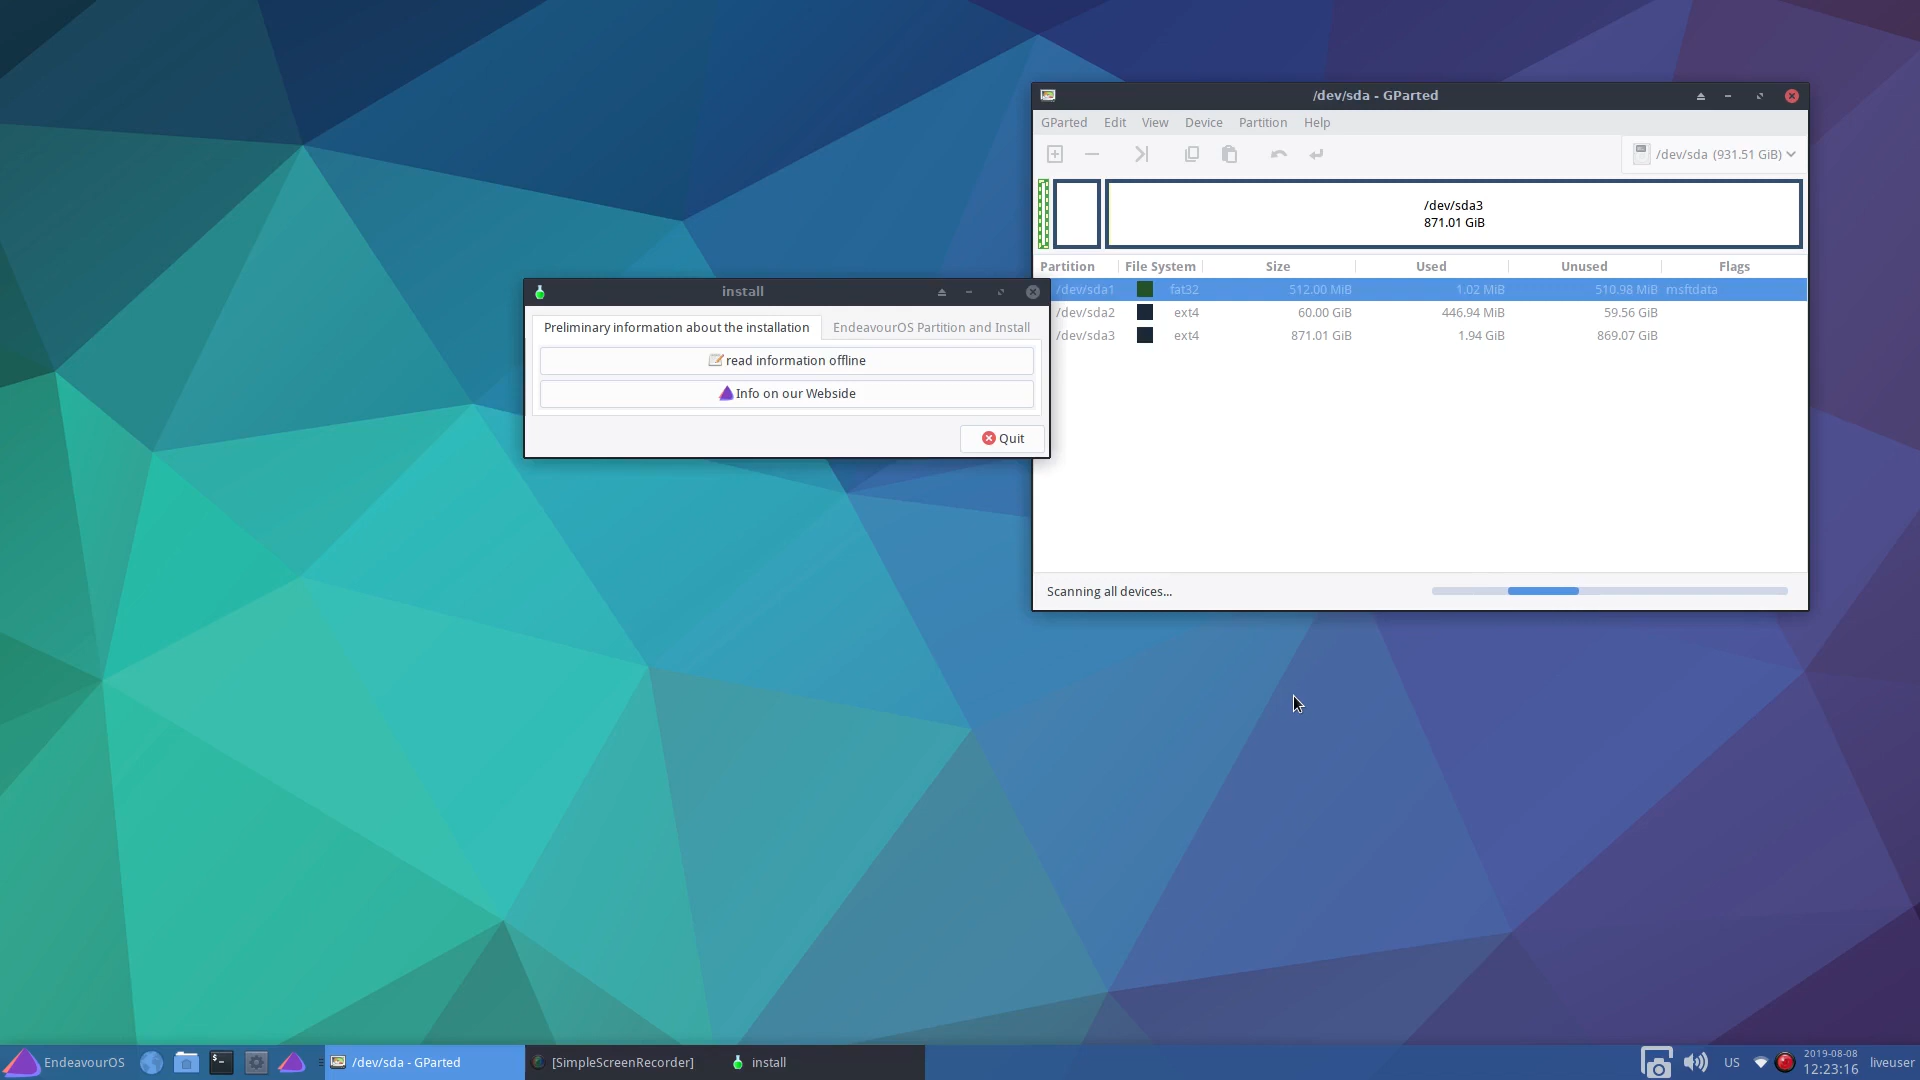 /dev/sda - GParted
GParted Edit View Device Partition Help
/dev/sda (931.51 GiB)
/dev/sda3
871.01 GiB
Partition File System Size Used Unused Flags
/dev/sda1 fat32 512.00 MiB 1.02 MiB 510.98 MiB msftdata
/dev/sda2 ext4 60.00 GiB 446.94 MiB 59.56 GiB
/dev/sda3 ext4 871.01 GiB 1.94 GiB 869.07 GiB
Scanning all devices...
install
Preliminary information about the installation EndeavourOS Partition and Install
read information offline
Info on our Webside
Quit
EndeavourOS /dev/sda - GParted [SimpleScreenRecorder] install US 2019-08-08
12:23:16 liveuser